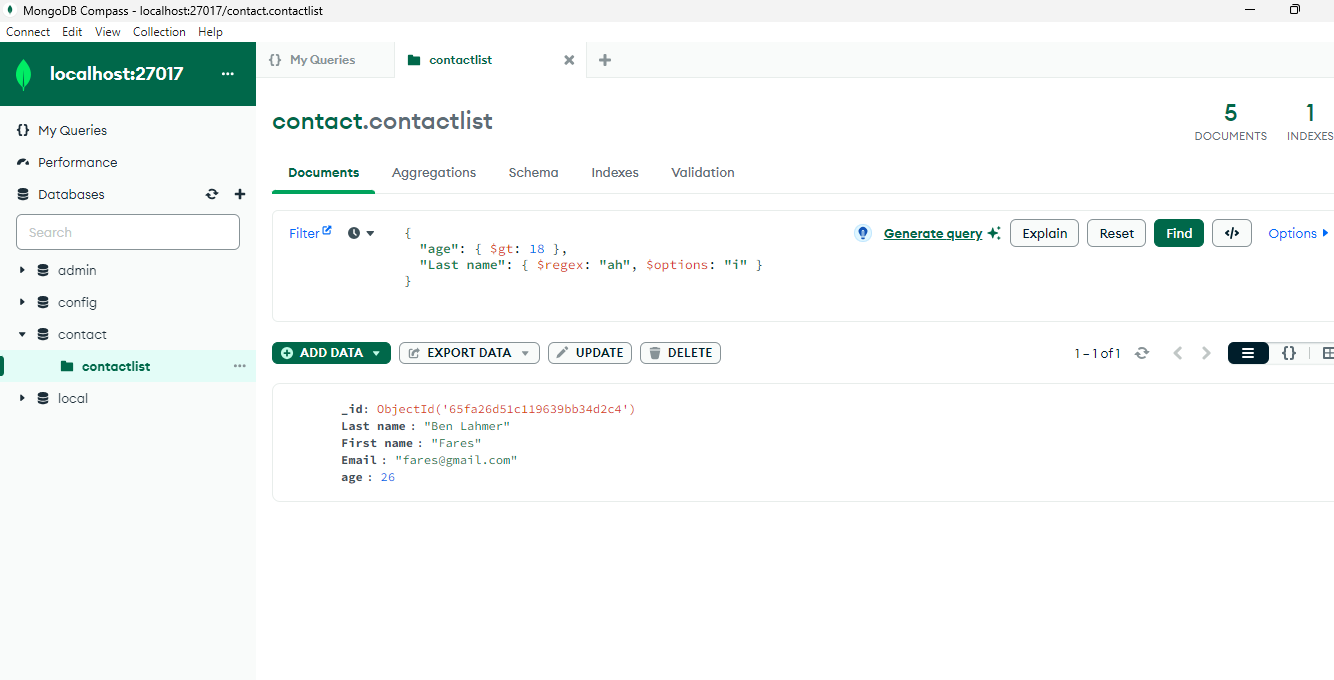 MongoDB Compass - localhost:27017/contact.contactlist
Connect Edit View Collection Help
localhost:27017 ...
{} My Queries
contactlist
My Queries
Performance
Databases
Search
admin
config
contact
contactlist ...
local
contact.contactlist
5
DOCUMENTS
1
INDEXES
Documents Aggregations Schema Indexes Validation
Filter
{
"age": { $gt: 18 },
"Last name": { $regex: "ah", $options: "i" }
}
Generate query Explain Reset Find </> Options
ADD DATA EXPORT DATA UPDATE DELETE
1 – 1 of 1
{}
_id: ObjectId('65fa26d51c119639bb34d2c4')
Last name : "Ben Lahmer"
First name : "Fares"
Email : "fares@gmail.com"
age : 26